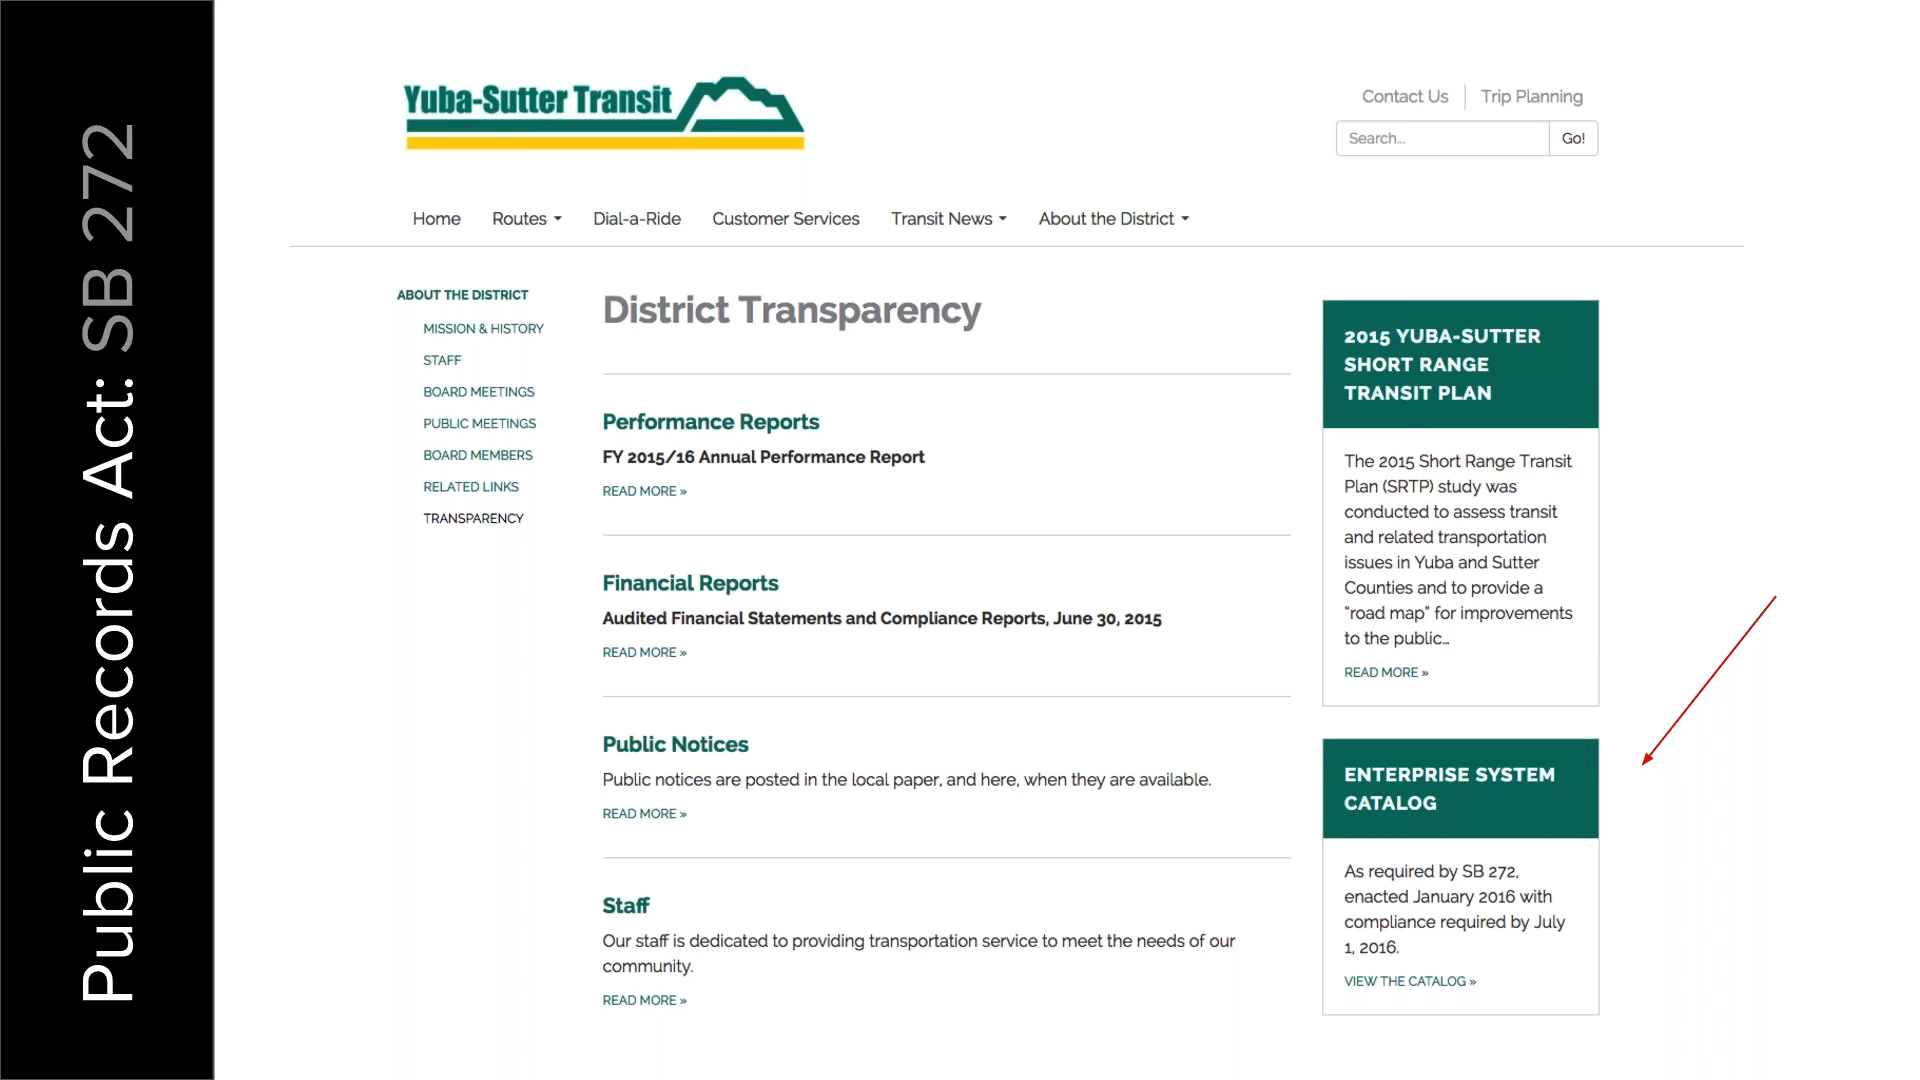 Public Records Act: SB 272
Yuba-Sutter Transit
Contact Us
Trip Planning
Search...
Go!
Home
Routes
Dial-a-Ride
Customer Services
Transit News
About the District
ABOUT THE DISTRICT
MISSION & HISTORY
STAFF
BOARD MEETINGS
PUBLIC MEETINGS
BOARD MEMBERS
RELATED LINKS
TRANSPARENCY
District Transparency
Performance Reports
FY 2015/16 Annual Performance Report
READ MORE »
Financial Reports
Audited Financial Statements and Compliance Reports, June 30, 2015
READ MORE »
Public Notices
Public notices are posted in the local paper, and here, when they are available.
READ MORE »
Staff
Our staff is dedicated to providing transportation service to meet the needs of our
community.
READ MORE »
2015 YUBA-SUTTER
SHORT RANGE
TRANSIT PLAN
The 2015 Short Range Transit
Plan (SRTP) study was
conducted to assess transit
and related transportation
issues in Yuba and Sutter
Counties and to provide a
"road map" for improvements
to the public...
READ MORE »
ENTERPRISE SYSTEM
CATALOG
As required by SB 272,
enacted January 2016 with
compliance required by July
1, 2016.
VIEW THE CATALOG »